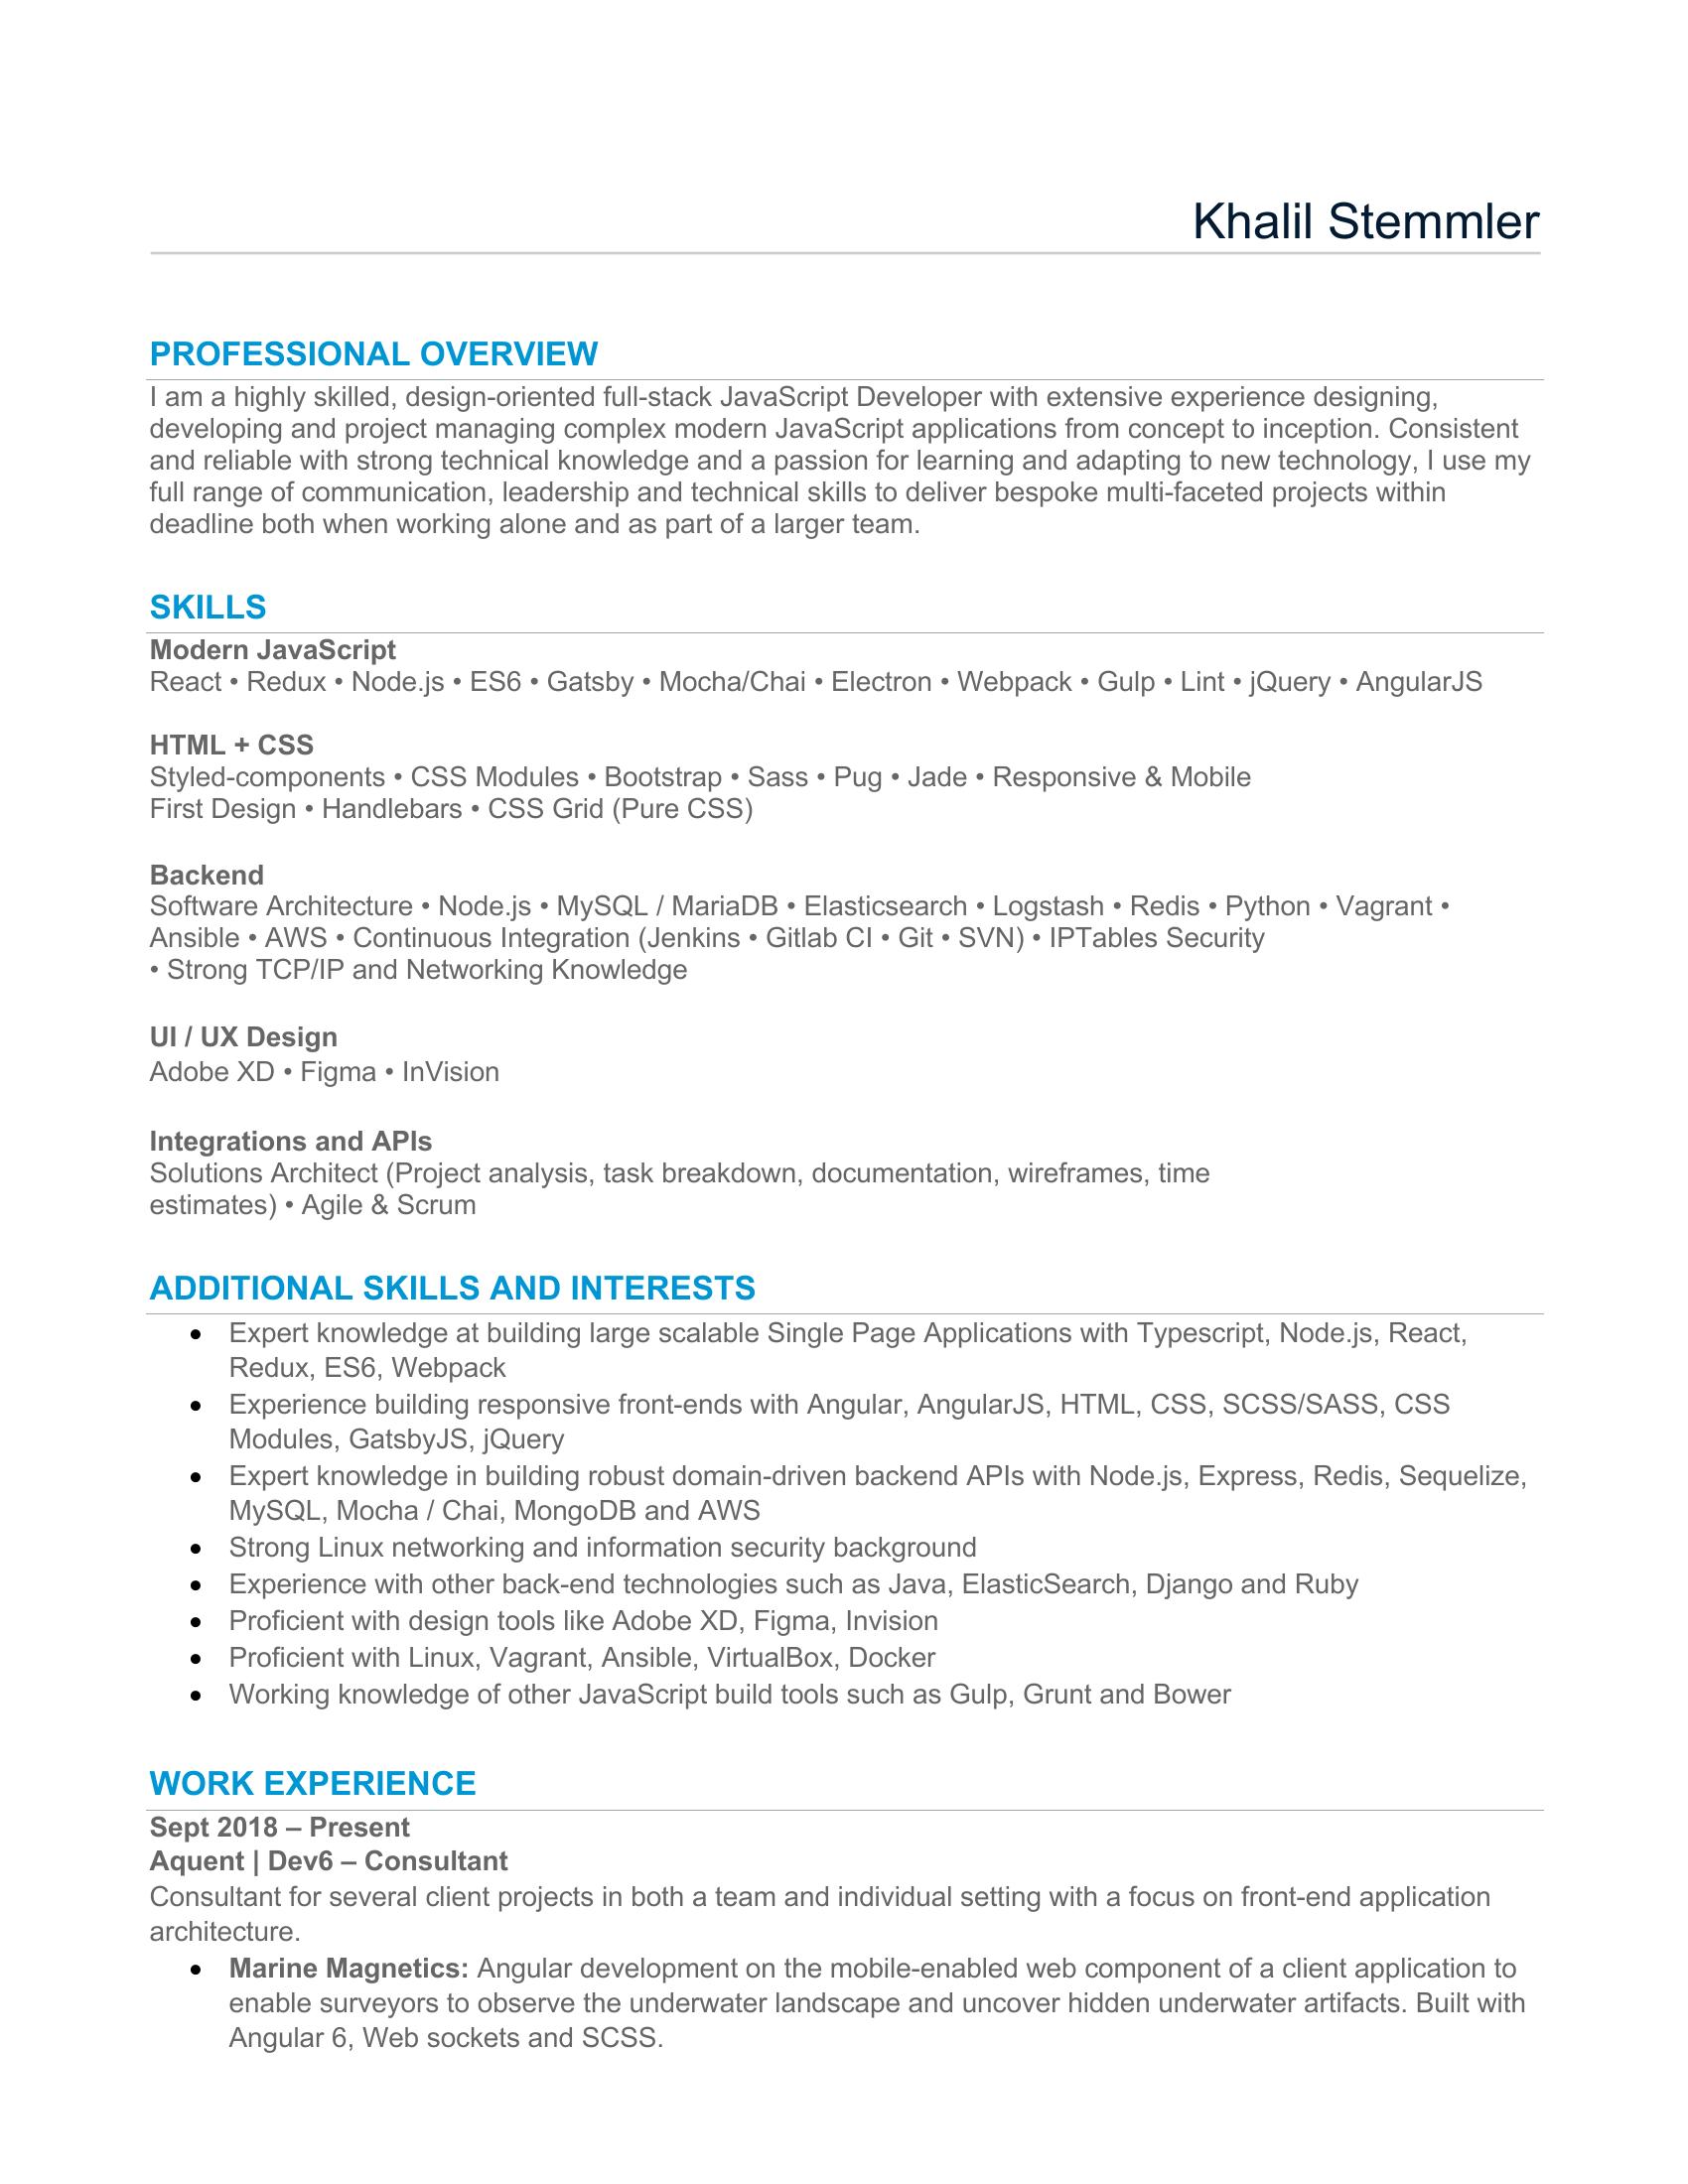 Khalil Stemmler
PROFESSIONAL OVERVIEW
I am a highly skilled, design-oriented full-stack JavaScript Developer with extensive experience designing,
developing and project managing complex modern JavaScript applications from concept to inception. Consistent
and reliable with strong technical knowledge and a passion for learning and adapting to new technology, I use my
full range of communication, leadership and technical skills to deliver bespoke multi-faceted projects within
deadline both when working alone and as part of a larger team.
SKILLS
Modern JavaScript
React • Redux • Node.js • ES6 • Gatsby • Mocha/Chai • Electron • Webpack • Gulp • Lint • jQuery • AngularJS
HTML + CSS
Styled-components • CSS Modules • Bootstrap • Sass • Pug • Jade • Responsive & Mobile
First Design • Handlebars • CSS Grid (Pure CSS)
Backend
Software Architecture • Node.js • MySQL / MariaDB • Elasticsearch • Logstash • Redis • Python • Vagrant •
Ansible • AWS • Continuous Integration (Jenkins • Gitlab CI • Git • SVN) • IPTables Security
• Strong TCP/IP and Networking Knowledge
UI / UX Design
Adobe XD • Figma • InVision
Integrations and APIs
Solutions Architect (Project analysis, task breakdown, documentation, wireframes, time
estimates) • Agile & Scrum
ADDITIONAL SKILLS AND INTERESTS
• Expert knowledge at building large scalable Single Page Applications with Typescript, Node.js, React,
Redux, ES6, Webpack
• Experience building responsive front-ends with Angular, AngularJS, HTML, CSS, SCSS/SASS, CSS
Modules, GatsbyJS, jQuery
• Expert knowledge in building robust domain-driven backend APIs with Node.js, Express, Redis, Sequelize,
MySQL, Mocha / Chai, MongoDB and AWS
• Strong Linux networking and information security background
• Experience with other back-end technologies such as Java, ElasticSearch, Django and Ruby
• Proficient with design tools like Adobe XD, Figma, Invision
• Proficient with Linux, Vagrant, Ansible, VirtualBox, Docker
• Working knowledge of other JavaScript build tools such as Gulp, Grunt and Bower
WORK EXPERIENCE
Sept 2018 – Present
Aquent | Dev6 – Consultant
Consultant for several client projects in both a team and individual setting with a focus on front-end application
architecture.
• Marine Magnetics: Angular development on the mobile-enabled web component of a client application to
enable surveyors to observe the underwater landscape and uncover hidden underwater artifacts. Built with
Angular 6, Web sockets and SCSS.